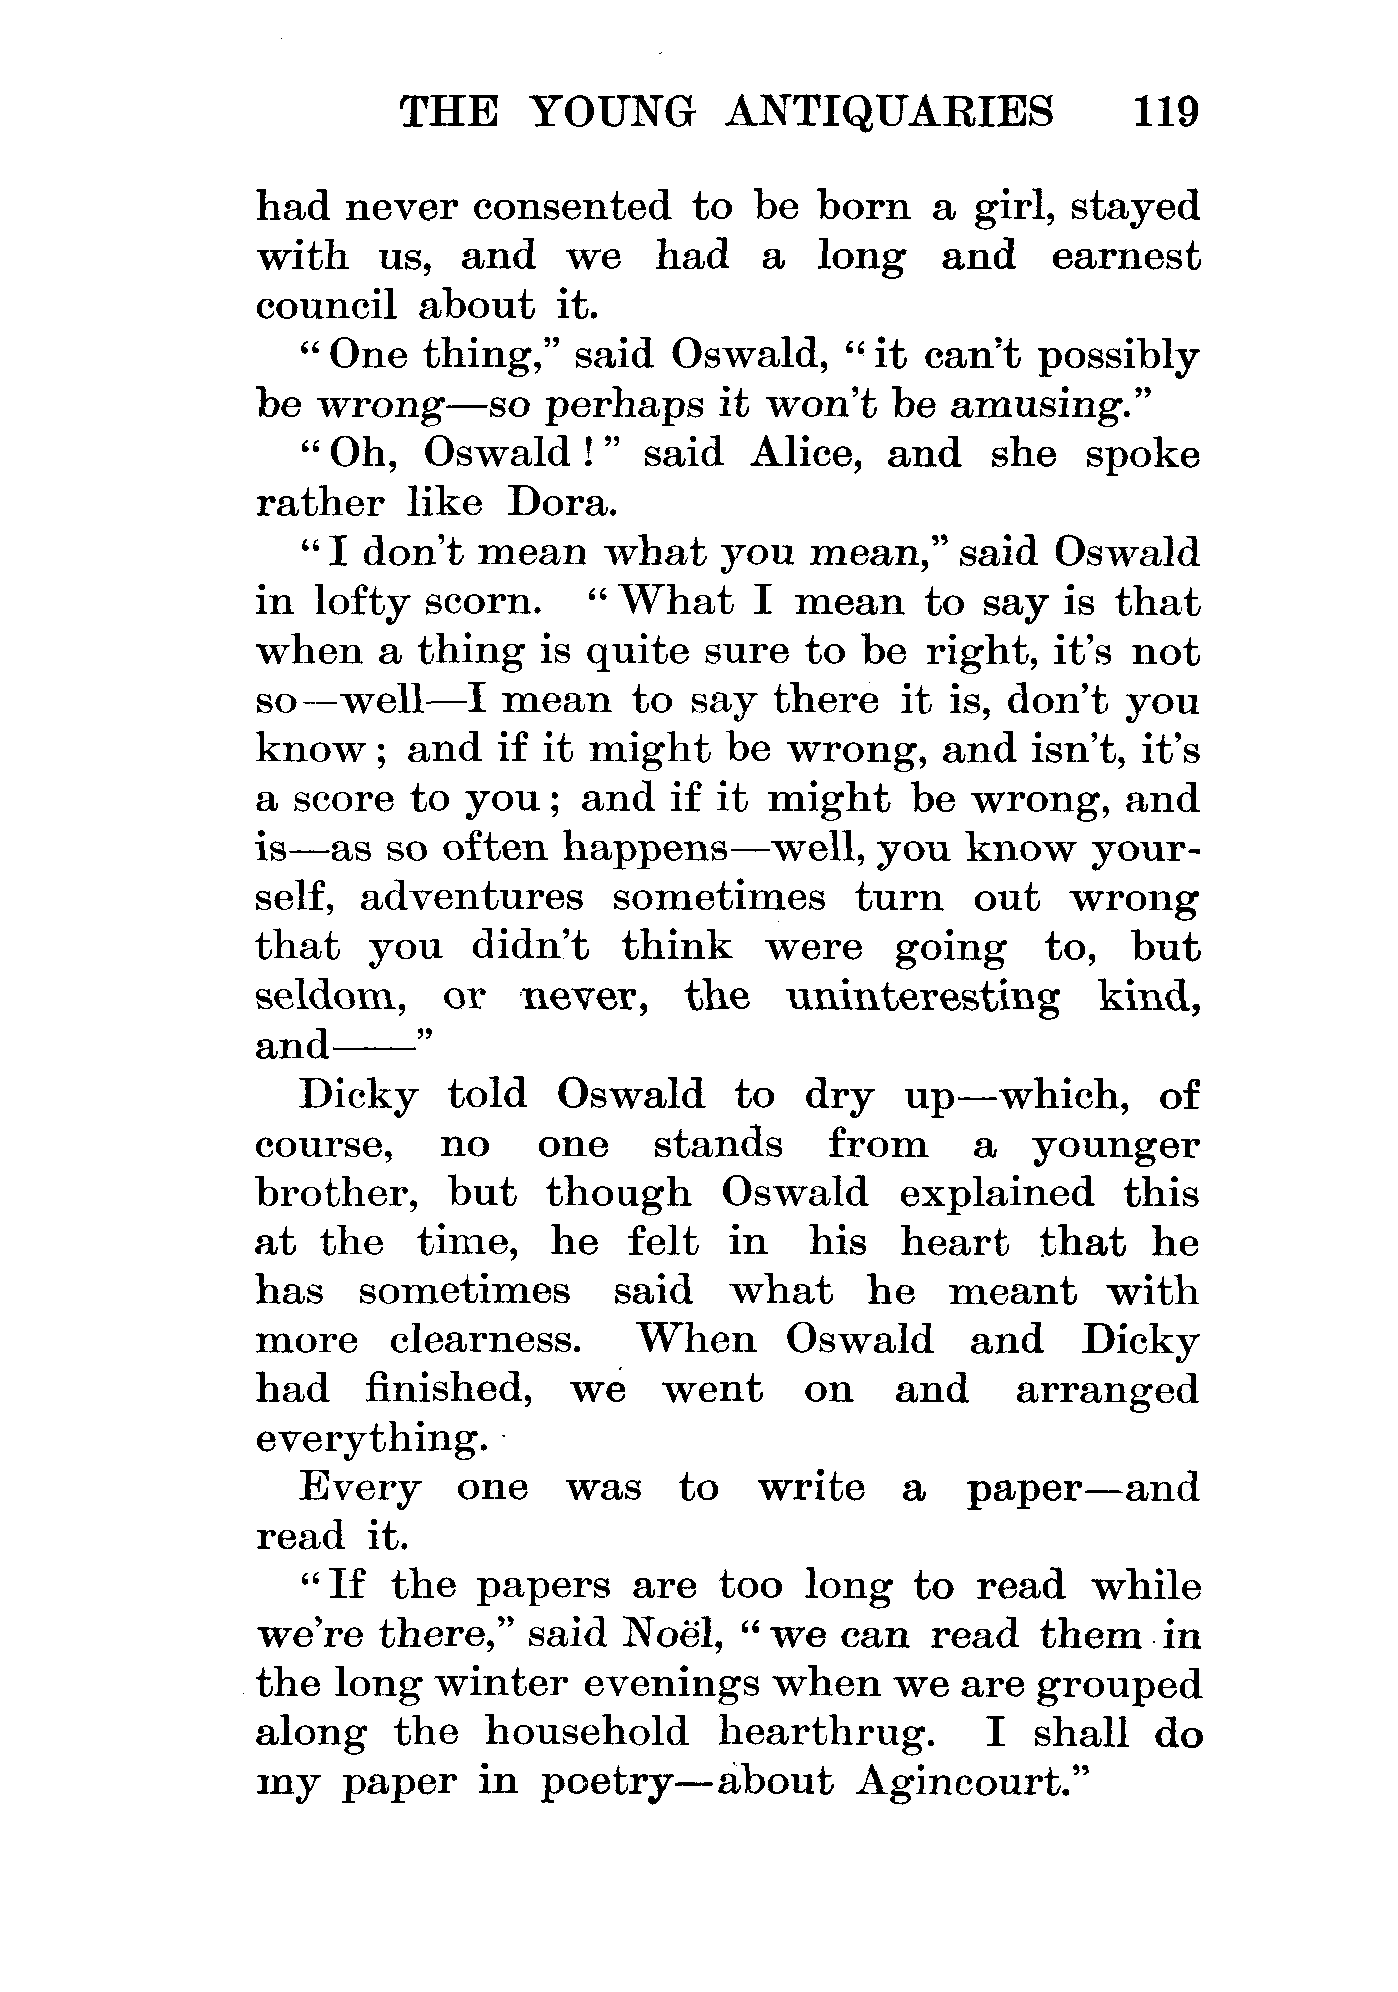 THE YOUNG ANTIQUARIES 119
had never consented to be born a girl, stayed
with us, and we had a long and earnest
council about it.
“One thing,” said Oswald, “it can't possibly
be wrong—so perhaps it won't be amusing.”
“Oh, Oswald!” said Alice, and she spoke
rather like Dora.
“I don't mean what you mean,” said Oswald
in lofty scorn. “What I mean to say is that
when a thing is quite sure to be right, it's not
so—well—I mean to say there it is, don't you
know; and if it might be wrong, and isn't, it's
a score to you; and if it might be wrong, and
is—as so often happens—well, you know your-
self, adventures sometimes turn out wrong
that you didn't think were going to, but
seldom, or never, the uninteresting kind,
and——”
Dicky told Oswald to dry up—which, of
course, no one stands from a younger
brother, but though Oswald explained this
at the time, he felt in his heart that he
has sometimes said what he meant with
more clearness. When Oswald and Dicky
had finished, we went on and arranged
everything.
Every one was to write a paper—and
read it.
“If the papers are too long to read while
we're there,” said Noël, “we can read them in
the long winter evenings when we are grouped
along the household hearthrug. I shall do
my paper in poetry—about Agincourt.”